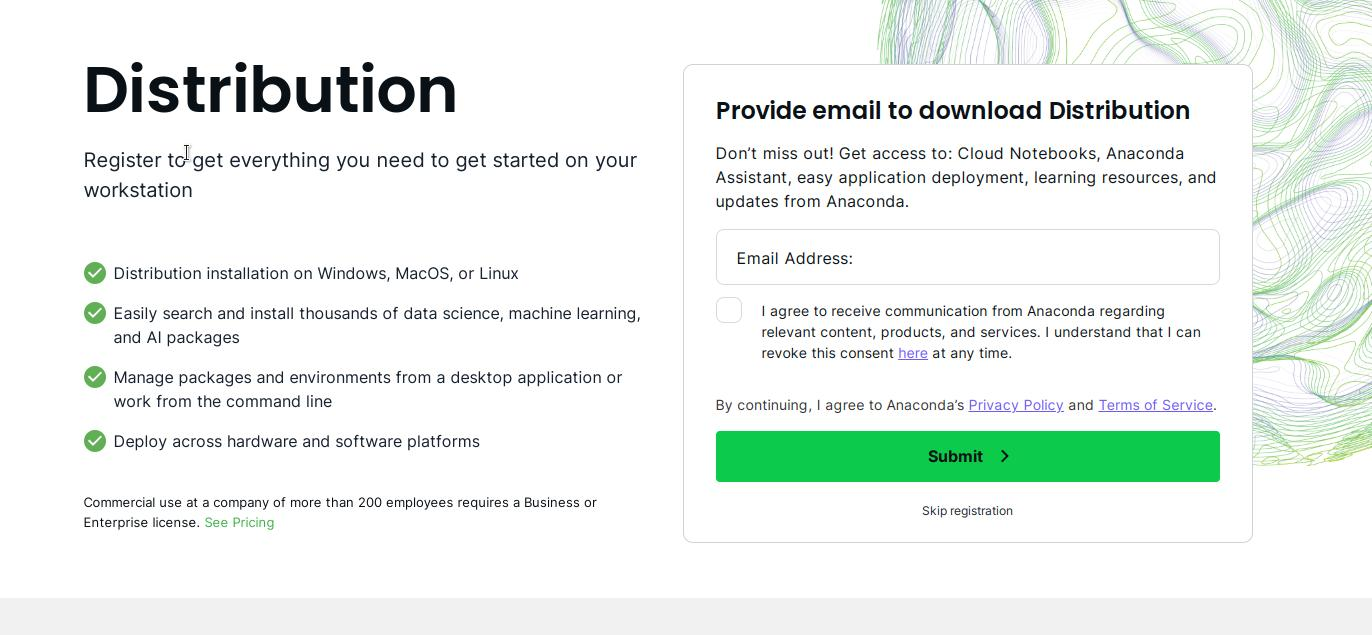 Distribution
Register to get everything you need to get started on your
workstation
Distribution installation on Windows, MacOS, or Linux
Easily search and install thousands of data science, machine learning,
and AI packages
Manage packages and environments from a desktop application or
work from the command line
Deploy across hardware and software platforms
Commercial use at a company of more than 200 employees requires a Business or
Enterprise license. See Pricing
Provide email to download Distribution
Don’t miss out! Get access to: Cloud Notebooks, Anaconda
Assistant, easy application deployment, learning resources, and
updates from Anaconda.
Email Address:
I agree to receive communication from Anaconda regarding
relevant content, products, and services. I understand that I can
revoke this consent here at any time.
By continuing, I agree to Anaconda’s Privacy Policy and Terms of Service.
Submit
Skip registration